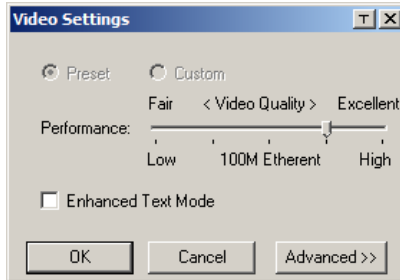 Video Settings
Preset Custom
Fair < Video Quality > Excellent
Performance:
Low 100M Etherent High
Enhanced Text Mode
OK Cancel Advanced >>